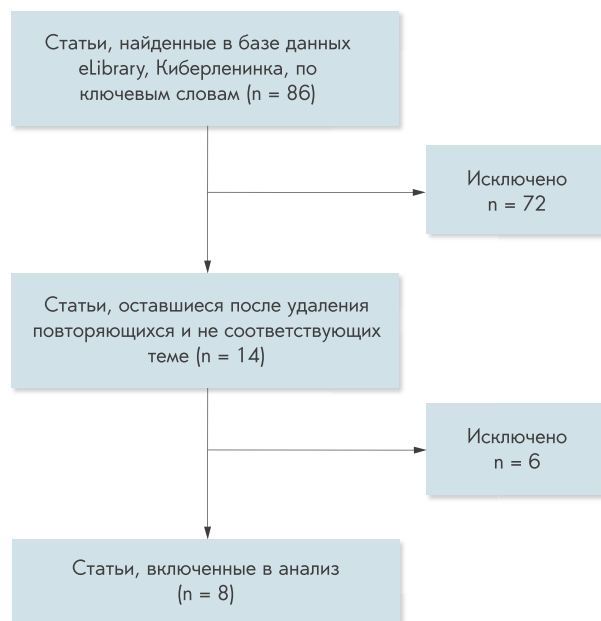 Статьи, найденные в базе данных
eLibrary, Киберленинка, по
ключевым словам (n = 86)
Исключено
n = 72
Статьи, оставшиеся после удаления
повторяющихся и не соответствующих
теме (n = 14)
Исключено
n = 6
Статьи, включенные в анализ
(n = 8)